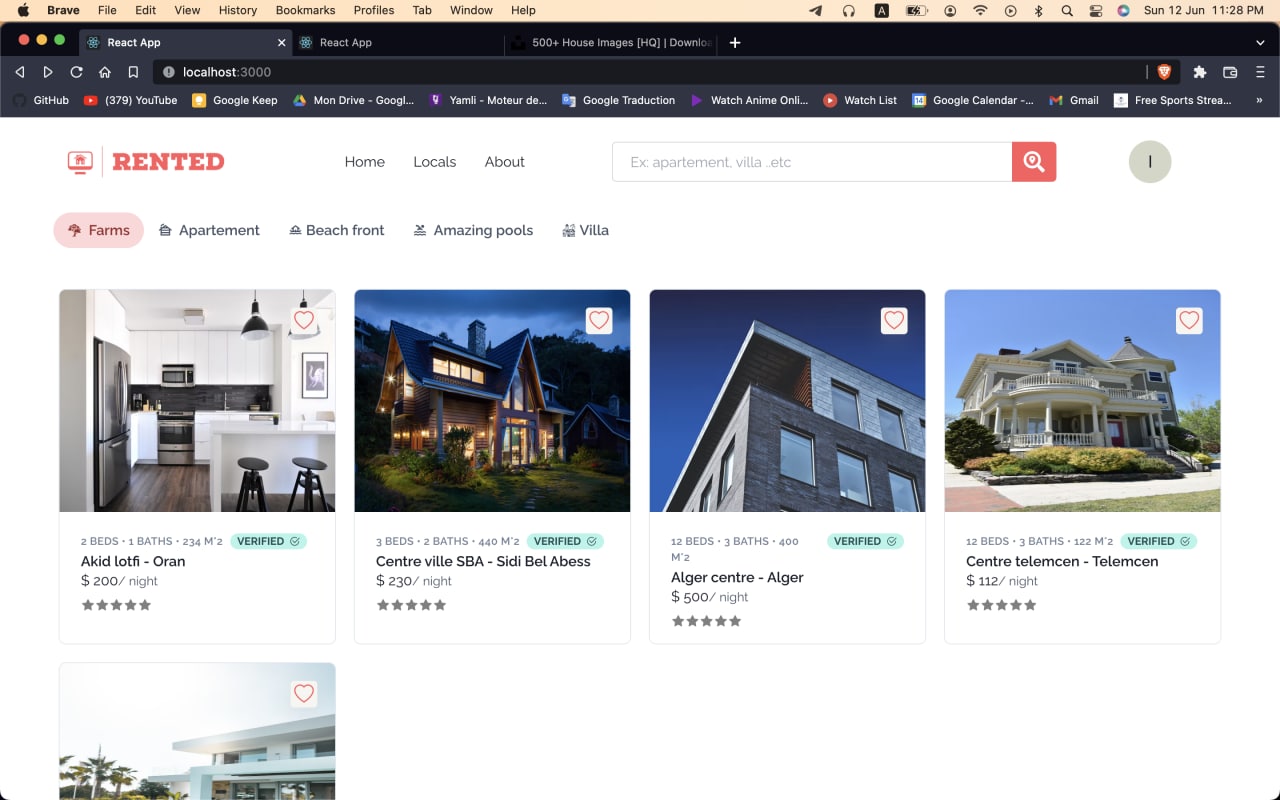 Brave File Edit View History Bookmarks Profiles Tab Window Help A Sun 12 Jun 11:28 PM
React App React App 500+ House Images [HQ] | Downloa
localhost:3000
GitHub (379) YouTube Google Keep Mon Drive - Googl... Yamli - Moteur de... Google Traduction Watch Anime Onli... Watch List 14 Google Calendar -... Gmail Free Sports Strea... »
RENTED Home Locals About Ex: apartement, villa ..etc I
Farms Apartement Beach front Amazing pools Villa
2 BEDS • 1 BATHS • 234 M˄2 VERIFIED
Akid lotfi - Oran
$ 200/ night
3 BEDS • 2 BATHS • 440 M˄2 VERIFIED
Centre ville SBA - Sidi Bel Abess
$ 230/ night
12 BEDS • 3 BATHS • 400 VERIFIED
M˄2
Alger centre - Alger
$ 500/ night
12 BEDS • 3 BATHS • 122 M˄2 VERIFIED
Centre telemcen - Telemcen
$ 112/ night